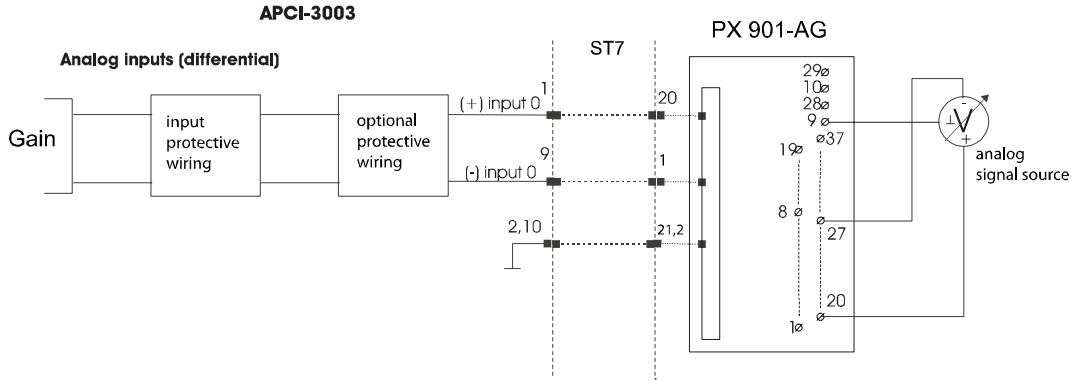 APCI-3003
PX 901-AG
ST7
Analog inputs (differential)
Gain
input
protective
wiring
optional
protective
wiring
(+) input 0
1
20
(-) input 0
9
1
2,10
21,2
29
10
28
9
37
19
8
27
20
1
-
⊥
V
+
analog
signal source